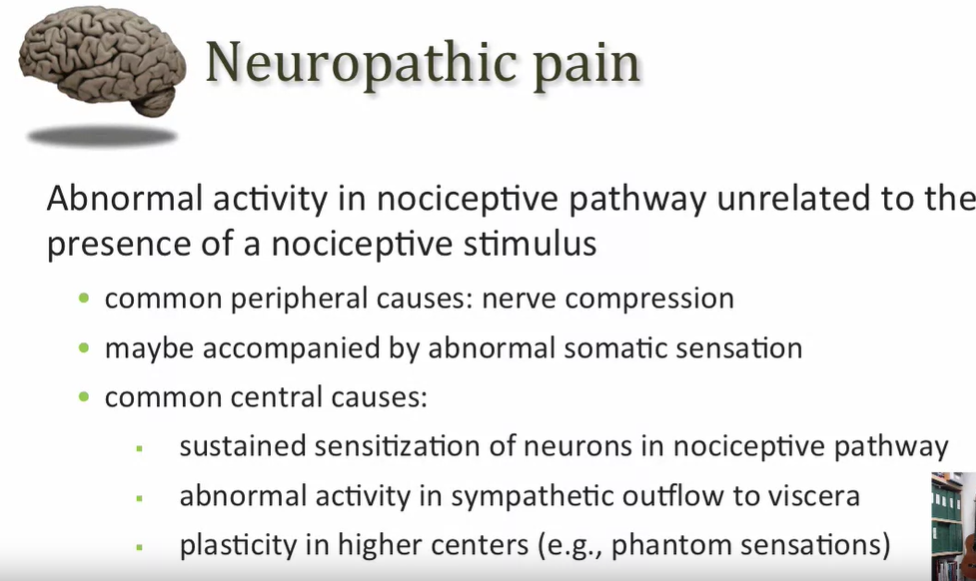 Neuropathic pain
Abnormal activity in nociceptive pathway unrelated to the
presence of a nociceptive stimulus
• common peripheral causes: nerve compression
• maybe accompanied by abnormal somatic sensation
• common central causes:
▪ sustained sensitization of neurons in nociceptive pathway
▪ abnormal activity in sympathetic outflow to viscera
▪ plasticity in higher centers (e.g., phantom sensations)